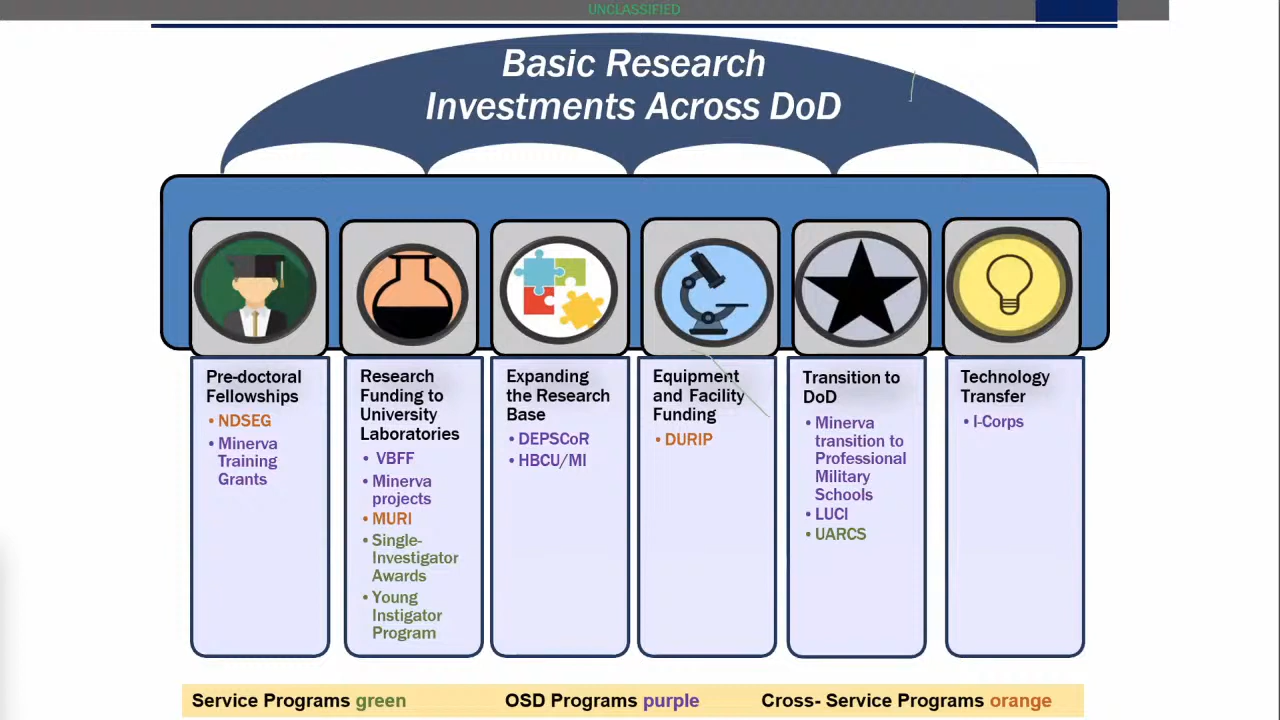 UNCLASSIFIED
Basic Research
Investments Across DoD
Pre-doctoral
Fellowships
• NDSEG
• Minerva
Training
Grants
Research
Funding to
University
Laboratories
• VBFF
• Minerva
projects
• MURI
• Single-
Investigator
Awards
• Young
Instigator
Program
Expanding
the Research
Base
• DEPSCoR
• HBCU/MI
Equipment
and Facility
Funding
• DURIP
Transition to
DoD
• Minerva
transition to
Professional
Military
Schools
• LUCI
• UARCS
Technology
Transfer
• I-Corps
Service Programs green
OSD Programs purple
Cross- Service Programs orange